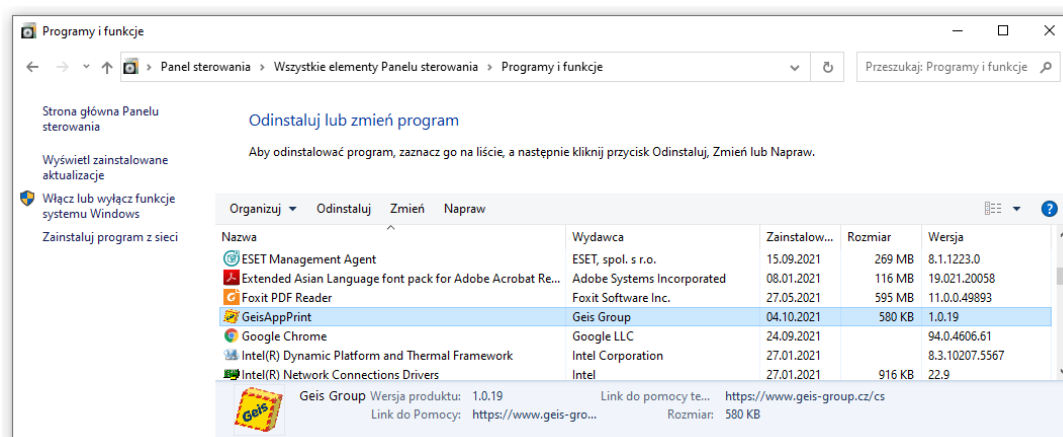 Programy i funkcje
Panel sterowania › Wszystkie elementy Panelu sterowania › Programy i funkcje
Przeszukaj: Programy i funkcje
Strona główna Panelu sterowania
Wyświetl zainstalowane aktualizacje
Włącz lub wyłącz funkcje systemu Windows
Zainstaluj program z sieci
Odinstaluj lub zmień program
Aby odinstalować program, zaznacz go na liście, a następnie kliknij przycisk Odinstaluj, Zmień lub Napraw.
Organizuj Odinstaluj Zmień Napraw
Nazwa Wydawca Zainstalow... Rozmiar Wersja
ESET Management Agent ESET, spol. s r.o. 15.09.2021 269 MB 8.1.1223.0
Extended Asian Language font pack for Adobe Acrobat Re... Adobe Systems Incorporated 08.01.2021 116 MB 19.021.20058
Foxit PDF Reader Foxit Software Inc. 27.05.2021 595 MB 11.0.0.49893
GeisAppPrint Geis Group 04.10.2021 580 KB 1.0.19
Google Chrome Google LLC 24.09.2021 94.0.4606.61
Intel(R) Dynamic Platform and Thermal Framework Intel Corporation 27.01.2021 8.3.10207.5567
Intel(R) Network Connections Drivers Intel 27.01.2021 916 KB 22.9
Geis
Geis Group Wersja produktu: 1.0.19 Link do pomocy te... https://www.geis-group.cz/cs
Link do Pomocy: https://www.geis-gro... Rozmiar: 580 KB